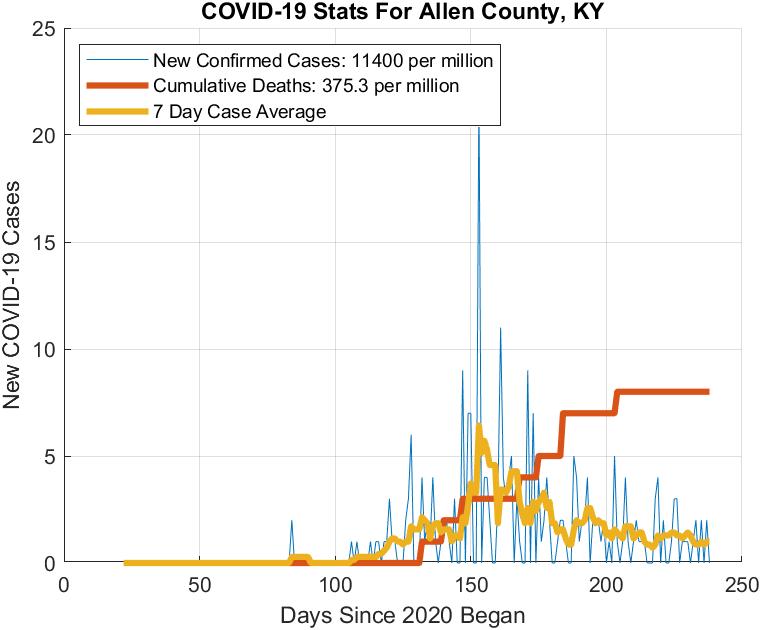 COVID-19 Stats For Allen County, KY
New Confirmed Cases: 11400 per million
Cumulative Deaths: 375.3 per million
7 Day Case Average
New COVID-19 Cases
25
20
15
10
5
0
0 50 100 150 200 250
Days Since 2020 Began